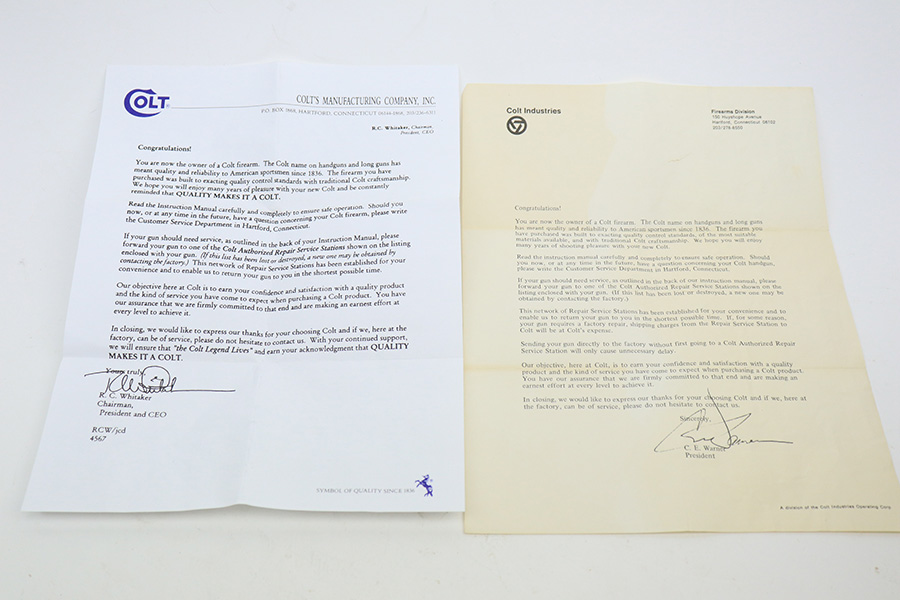 COLT
COLT'S MANUFACTURING COMPANY, INC.
P.O. BOX 1868, HARTFORD, CONNECTICUT
R.C. Whitaker, Chairman,
President, CEO
Congratulations!
You are now the owner of a Colt firearm. The Colt name on handguns and long guns has
meant quality and reliability to American sportsmen since 1836. The firearm you have
purchased was built to exacting quality control standards with traditional Colt craftsmanship.
We hope you will enjoy many years of pleasure with your new Colt and be constantly
reminded that QUALITY MAKES IT A COLT.
Read the Instruction Manual carefully and completely to ensure safe operation. Should you
now, or at any time in the future, have a question concerning your Colt firearm, please write
the Customer Service Department in Hartford, Connecticut.
If your gun should need service, as outlined in the back of your Instruction Manual, please
forward your gun to one of the Colt Authorized Repair Service Stations shown on the listing
enclosed with your gun. (If this list has been lost or destroyed, a new one may be obtained by
contacting the factory.) This network of Repair Service Stations has been established for your
convenience and to enable us to return your gun to you in the shortest possible time.
Our objective here at Colt is to earn your confidence and satisfaction with a quality product
and the kind of service you have come to expect when purchasing a Colt product. You have
our assurance that we are firmly committed to that end and are making an earnest effort at
every level to achieve it.
In closing, we would like to express our thanks for your choosing Colt and if we, here at the
factory, can be of service, please do not hesitate to contact us. With your continued support,
we will ensure that "the Colt Legend Lives" and earn your acknowledgment that QUALITY
MAKES IT A COLT.
Yours truly,
R. C. Whitaker
Chairman,
President and CEO
RCW/jcd
4567
SYMBOL OF QUALITY SINCE 1836
Colt Industries
Firearms Division
150 Huyshope Avenue
Hartford, Connecticut 06102
203/278-8550
Congratulations!
You are now the owner of a Colt firearm. The Colt name on handguns and long guns
has meant quality and reliability to American sportsmen since 1836. The firearm you
have purchased was built to exacting quality control standards, of the most suitable
materials available, and with traditional Colt craftsmanship. We hope you will enjoy
many years of shooting pleasure with your new Colt.
Read the instruction manual carefully and completely to ensure safe operation. Should
you now, or at any time in the future, have a question concerning your Colt handgun,
please write the Customer Service Department in Hartford, Connecticut.
If your gun should need service, as outlined in the back of our instruction manual, please
forward your gun to one of the Colt Authorized Repair Service Stations shown on the
listing enclosed with your gun. (If this list has been lost or destroyed, a new one may be
obtained by contacting the factory.)
This network of Repair Service Stations has been established for your convenience and to
enable us to return your gun to you in the shortest possible time. If, for some reason,
your gun requires a factory repair, shipping charges from the Repair Service Station to
Colt will be at Colt's expense.
Sending your gun directly to the factory without first going to a Colt Authorized Repair
Service Station will only cause unnecessary delay.
Our objective, here at Colt, is to earn your confidence and satisfaction with a quality
product and the kind of service you have come to expect when purchasing a Colt product.
You have our assurance that we are firmly committed to that end and are making an
earnest effort at every level to achieve it.
In closing, we would like to express our thanks for your choosing Colt and if we, here at
the factory, can be of service, please do not hesitate to contact us.
Sincerely,
C. E. Warner
President
A division of the Colt Industries Operating Corp